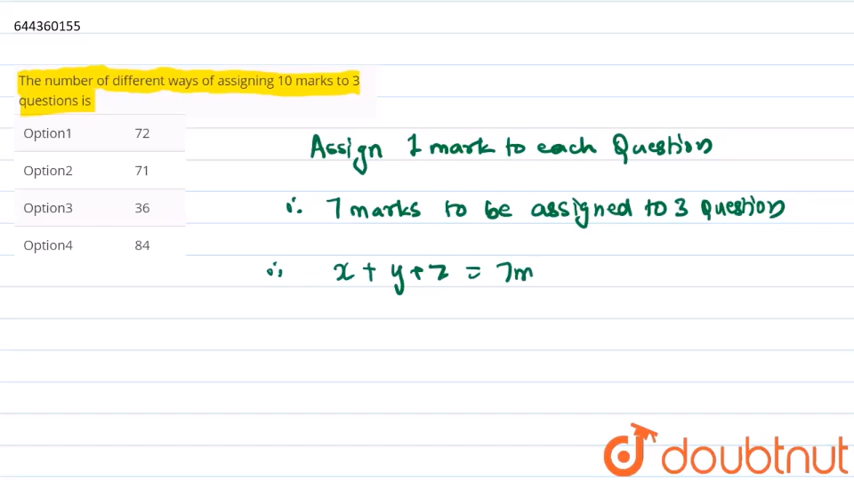 644360155
The number of different ways of assigning 10 marks to 3
questions is
Option1 72
Option2 71
Option3 36
Option4 84
Assign 1 mark to each Question
∴ 7 marks to be assigned to 3 Question
∴ x + y + z = 7m
doubtnut